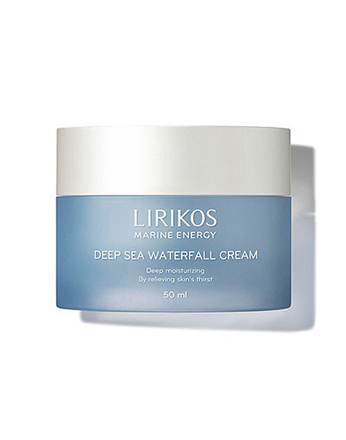 LIRIKOS
MARINE ENERGY
DEEP SEA WATERFALL CREAM
Deep moisturizing
By relieving skin's thirst
50 ml